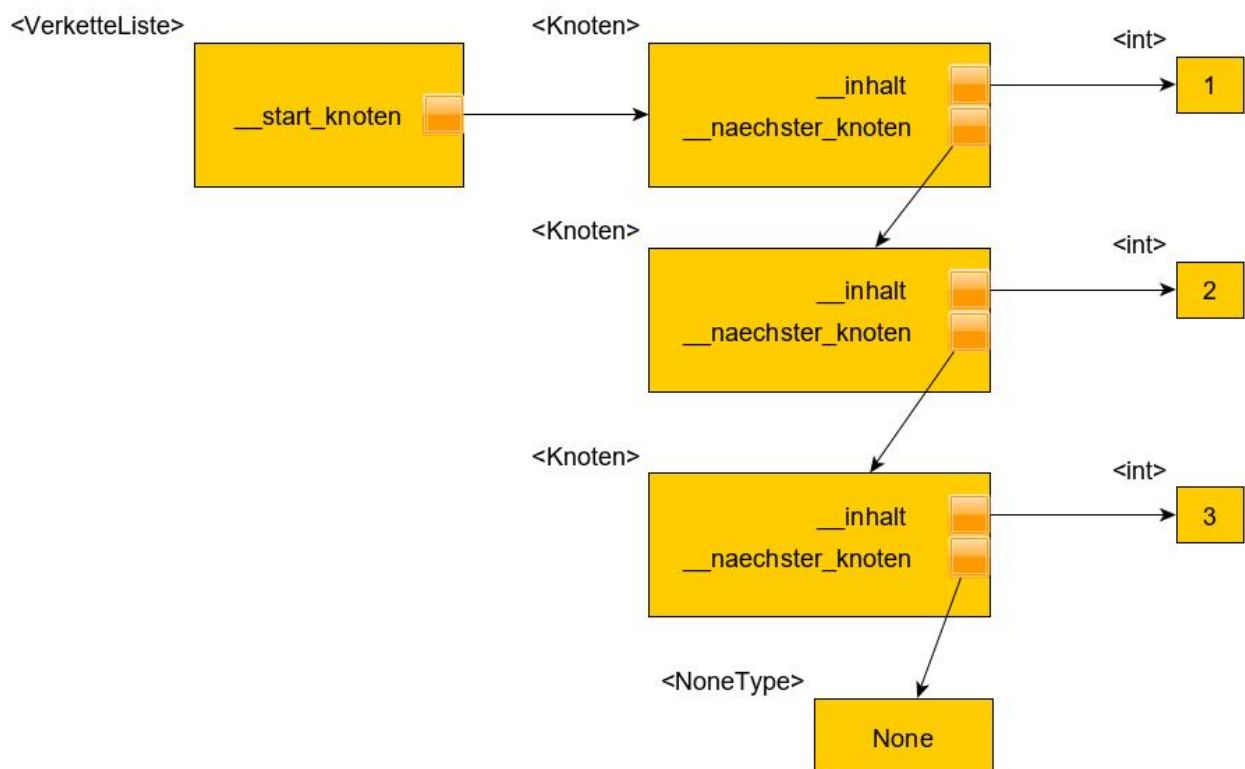 <VerketteListe>
__start_knoten
<Knoten>
__inhalt
__naechster_knoten
<int>
1
<Knoten>
__inhalt
__naechster_knoten
<int>
2
<Knoten>
__inhalt
__naechster_knoten
<int>
3
<NoneType>
None